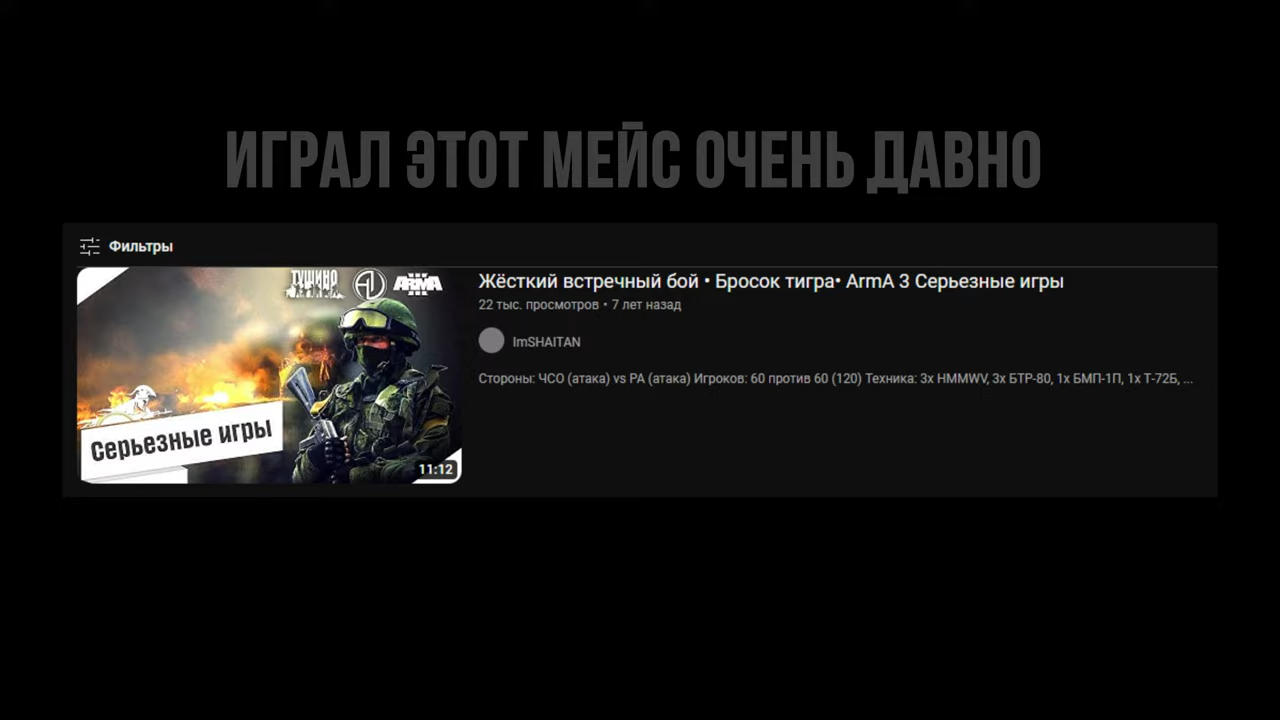 ИГРАЛ ЭТОТ МЕЙС ОЧЕНЬ ДАВНО
Фильтры
ТУШИНО
ARMA III
Серьезные игры
11:12
Жёсткий встречный бой • Бросок тигра• ArmA 3 Серьезные игры
22 тыс. просмотров • 7 лет назад
ImSHAITAN
Стороны: ЧСО (атака) vs РА (атака) Игроков: 60 против 60 (120) Техника: 3x HMMWV, 3x БТР-80, 1x БМП-1П, 1x Т-72Б, ...